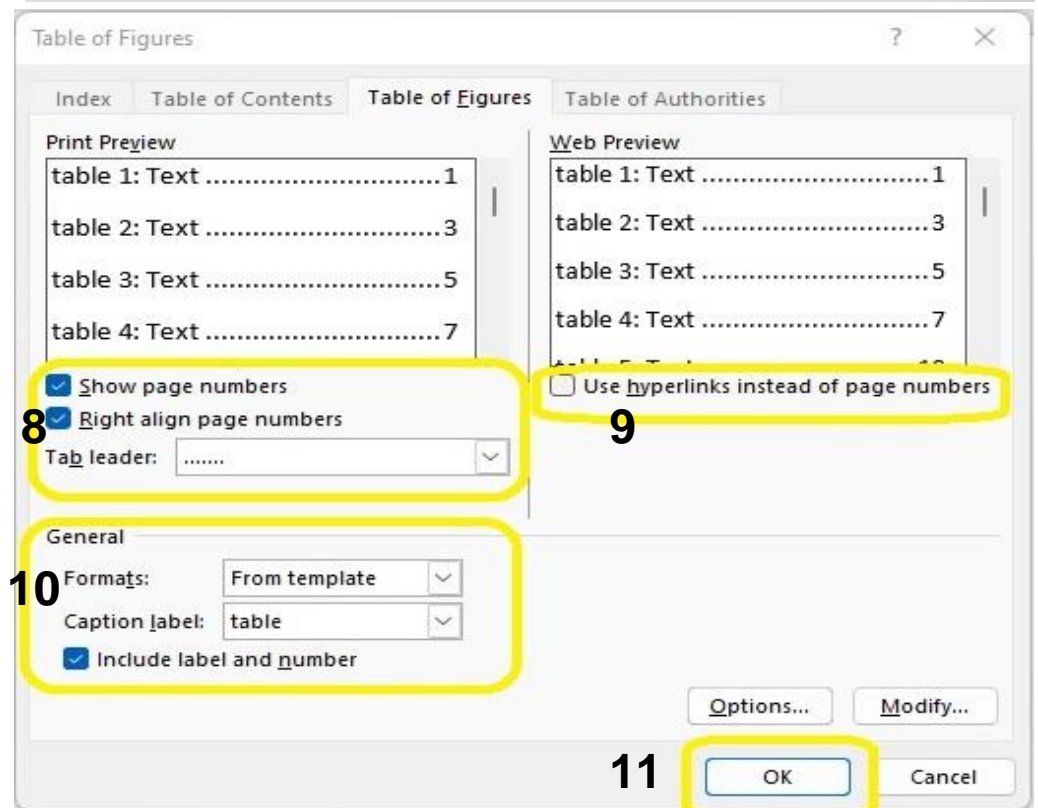 Table of Figures ? ×
Index Table of Contents Table of Figures Table of Authorities
Print Preview
table 1: Text ................................1
table 2: Text ................................3
table 3: Text ................................5
table 4: Text ................................7
Web Preview
table 1: Text ...............................1
table 2: Text ...............................3
table 3: Text ...............................5
table 4: Text ...............................7
8
Show page numbers
Right align page numbers
Tab leader: .......
Use hyperlinks instead of page numbers
9
General
10
Formats: From template
Caption label: table
Include label and number
Options... Modify...
11
OK Cancel